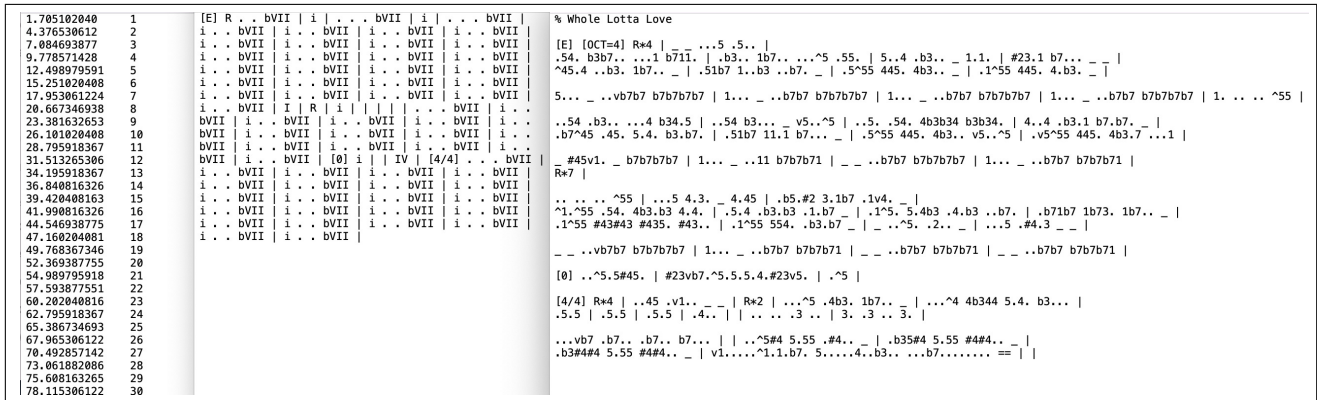 1.705102040 1
4.376530612 2
7.084693877 3
9.778571428 4
12.498979591 5
15.251020408 6
17.953061224 7
20.667346938 8
23.381632653 9
26.101020408 10
28.795918367 11
31.513265306 12
34.195918367 13
36.840816326 14
39.420408163 15
41.990816326 16
44.546938775 17
47.160204081 18
49.768367346 19
52.369387755 20
54.989795918 21
57.593877551 22
60.202040816 23
62.795918367 24
65.386734693 25
67.965306122 26
70.492857142 27
73.061882086 28
75.608163265 29
78.115306122 30
[E] R . . bVII | i | . . . bVII | i | . . . bVII |
i . . bVII | i . . bVII | i . . bVII | i . . bVII |
i . . bVII | i . . bVII | i . . bVII | i . . bVII |
i . . bVII | i . . bVII | i . . bVII | i . . bVII |
i . . bVII | i . . bVII | i . . bVII | i . . bVII |
i . . bVII | i . . bVII | i . . bVII | i . . bVII |
i . . bVII | i . . bVII | i . . bVII | i . . bVII |
i . . bVII | I | R | i | | | | | . . . bVII | i . .
bVII | i . . bVII | i . . bVII | i . . bVII | i . .
bVII | i . . bVII | i . . bVII | i . . bVII | i . .
bVII | i . . bVII | i . . bVII | i . . bVII | i . .
bVII | i . . bVII | [0] i | | IV | [4/4] . . . bVII |
i . . bVII | i . . bVII | i . . bVII | i . . bVII |
i . . bVII | i . . bVII | i . . bVII | i . . bVII |
i . . bVII | i . . bVII | i . . bVII | i . . bVII |
i . . bVII | i . . bVII | i . . bVII | i . . bVII |
i . . bVII | i . . bVII | i . . bVII | i . . bVII |
i . . bVII | i . . bVII |
% Whole Lotta Love
[E] [OCT=4] R*4 | _ _ ...5 .5.. |
.54. b3b7.. ...1 b711. | .b3.. 1b7.. ...^5 .55. | 5..4 .b3.. _ 1.1. | #23.1 b7... _ _ |
^45.4 ..b3. 1b7.. _ | .51b7 1..b3 ..b7. _ | .5^55 445. 4b3.. _ | .1^55 445. 4.b3. _ |
5... _ ..vb7b7 b7b7b7b7 | 1... _ ..b7b7 b7b7b7b7 | 1... _ ..b7b7 b7b7b7b7 | 1... _ ..b7b7 b7b7b7b7 | 1. .. .. ^55 |
..54 .b3.. ...4 b34.5 | ..54 b3... _ v5..^5 | ..5. .54. 4b3b34 b3b34. | 4..4 .b3.1 b7.b7. _ |
.b7^45 .45. 5.4. b3.b7. | .51b7 11.1 b7... _ | .5^55 445. 4b3.. v5..^5 | .v5^55 445. 4b3.7 ...1 |
_ #45v1. _ b7b7b7b7 | 1... _ ..11 b7b7b71 | _ _ ..b7b7 b7b7b7b7 | 1... _ ..b7b7 b7b7b7b71 |
R*7 |
.. .. .. ^55 | ...5 4.3. _ 4.45 | .b5.#2 3.1b7 .1v4. _ |
^1.^55 .54. 4b3.b3 4.4. | .5.4 .b3.b3 .1.b7 _ | .1^5. 5.4b3 .4.b3 ..b7. | .b71b7 1b73. 1b7.. _ |
.1^55 #43#43 #435. #43.. | .1^55 554. .b3.b7 _ | _ ..^5. .2.. _ | ...5 .#4.3 _ _ |
_ _ ..vb7b7 b7b7b7b7 | 1... _ ..b7b7 b7b7b7b71 | _ _ ..b7b7 b7b7b7b71 | _ _ ..b7b7 b7b7b7b71 |
[0] ..^5.5#45. | #23vb7.^5.5.5.4.#23v5. | .^5 |
[4/4] R*4 | ..45 .v1.. _ _ | R*2 | ...^5 .4b3. 1b7.. _ | ...^4 4b344 5.4. b3... |
.5.5 | .5.5 | .5.5 | .4.. | | .. .. .3 .. | 3. .3 .. 3. |
...vb7 .b7.. .b7.. b7... | | ..^5#4 5.55 .#4.. _ | .b35#4 5.55 #4#4.. _ |
.b3#4#4 5.55 #4#4.. _ | v1.....^1.1.b7. 5.....4..b3.. ...b7........ == | |